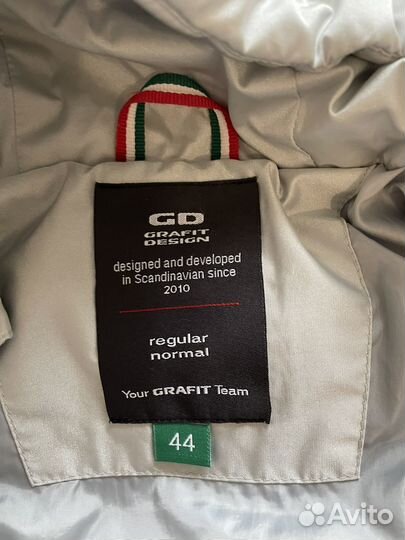 GD
GRAFIT
DESIGN
designed and developed
in Scandinavian since
2010
regular
normal
Your GRAFIT Team
44
Avito